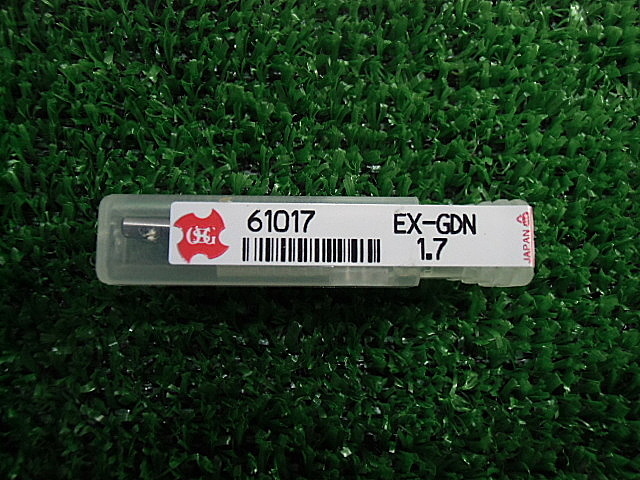 OSG
61017 EX-GDN
1.7
JAPAN